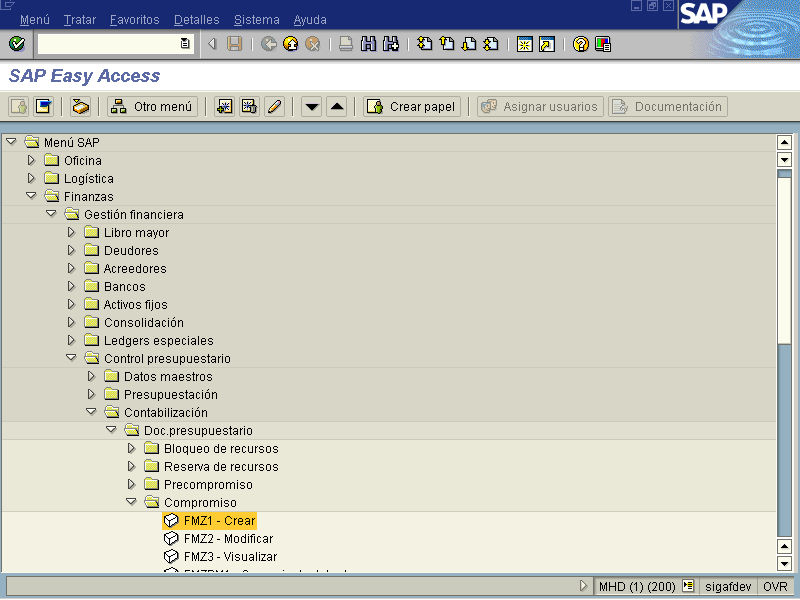 Menú Tratar Favoritos Detalles Sistema Ayuda
SAP
SAP Easy Access
Otro menú Crear papel Asignar usuarios Documentación
Menú SAP
Oficina
Logística
Finanzas
Gestión financiera
Libro mayor
Deudores
Acreedores
Bancos
Activos fijos
Consolidación
Ledgers especiales
Control presupuestario
Datos maestros
Presupuestación
Contabilización
Doc.presupuestario
Bloqueo de recursos
Reserva de recursos
Precompromiso
Compromiso
FMZ1 - Crear
FMZ2 - Modificar
FMZ3 - Visualizar
MHD (1) (200) sigafdev OVR